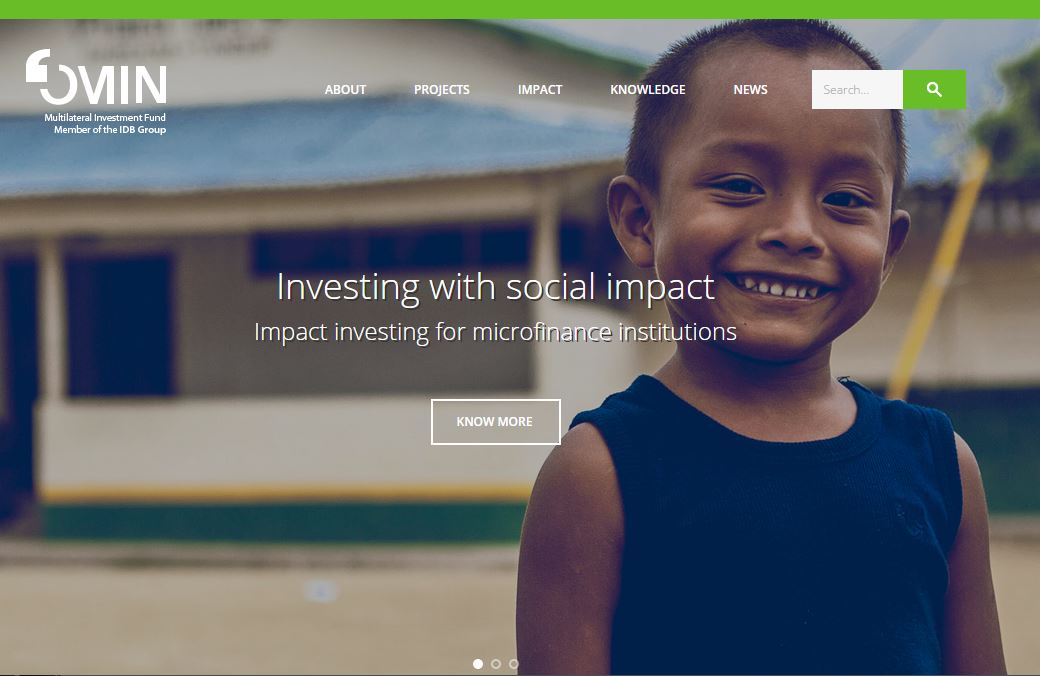 OMIN
Multilateral Investment Fund
Member of the IDB Group
ABOUT PROJECTS IMPACT KNOWLEDGE NEWS Search...
Investing with social impact
Impact investing for microfinance institutions
KNOW MORE